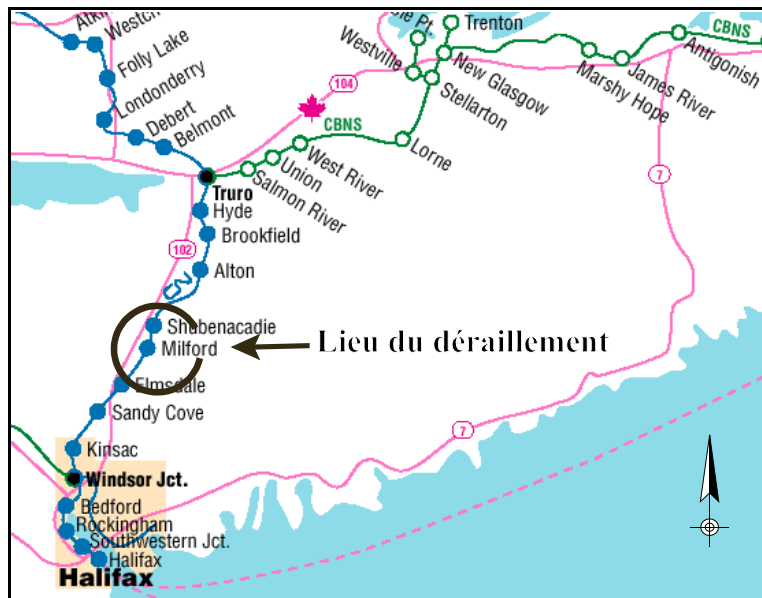 Westch
Folly Lake
Londonderry
Debert
Belmont
Trenton
Westville
New Glasgow
Stellarton
CBNS
Antigonish
James River
Marshy Hope
104
CBNS
Lorne
West River
Union
Salmon River
Truro
Hyde
Brookfield
102
Alton
7
CN
Shubenacadie
Milford
Lieu du déraillement
Elmsdale
Sandy Cove
7
Kinsac
Windsor Jct.
Bedford
Rockingham
Southwestern Jct.
Halifax
Halifax